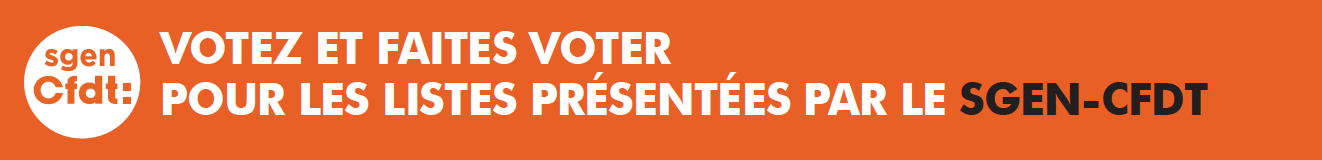 sgen
Cfdt:
VOTEZ ET FAITES VOTER
POUR LES LISTES PRÉSENTÉES PAR LE SGEN-CFDT